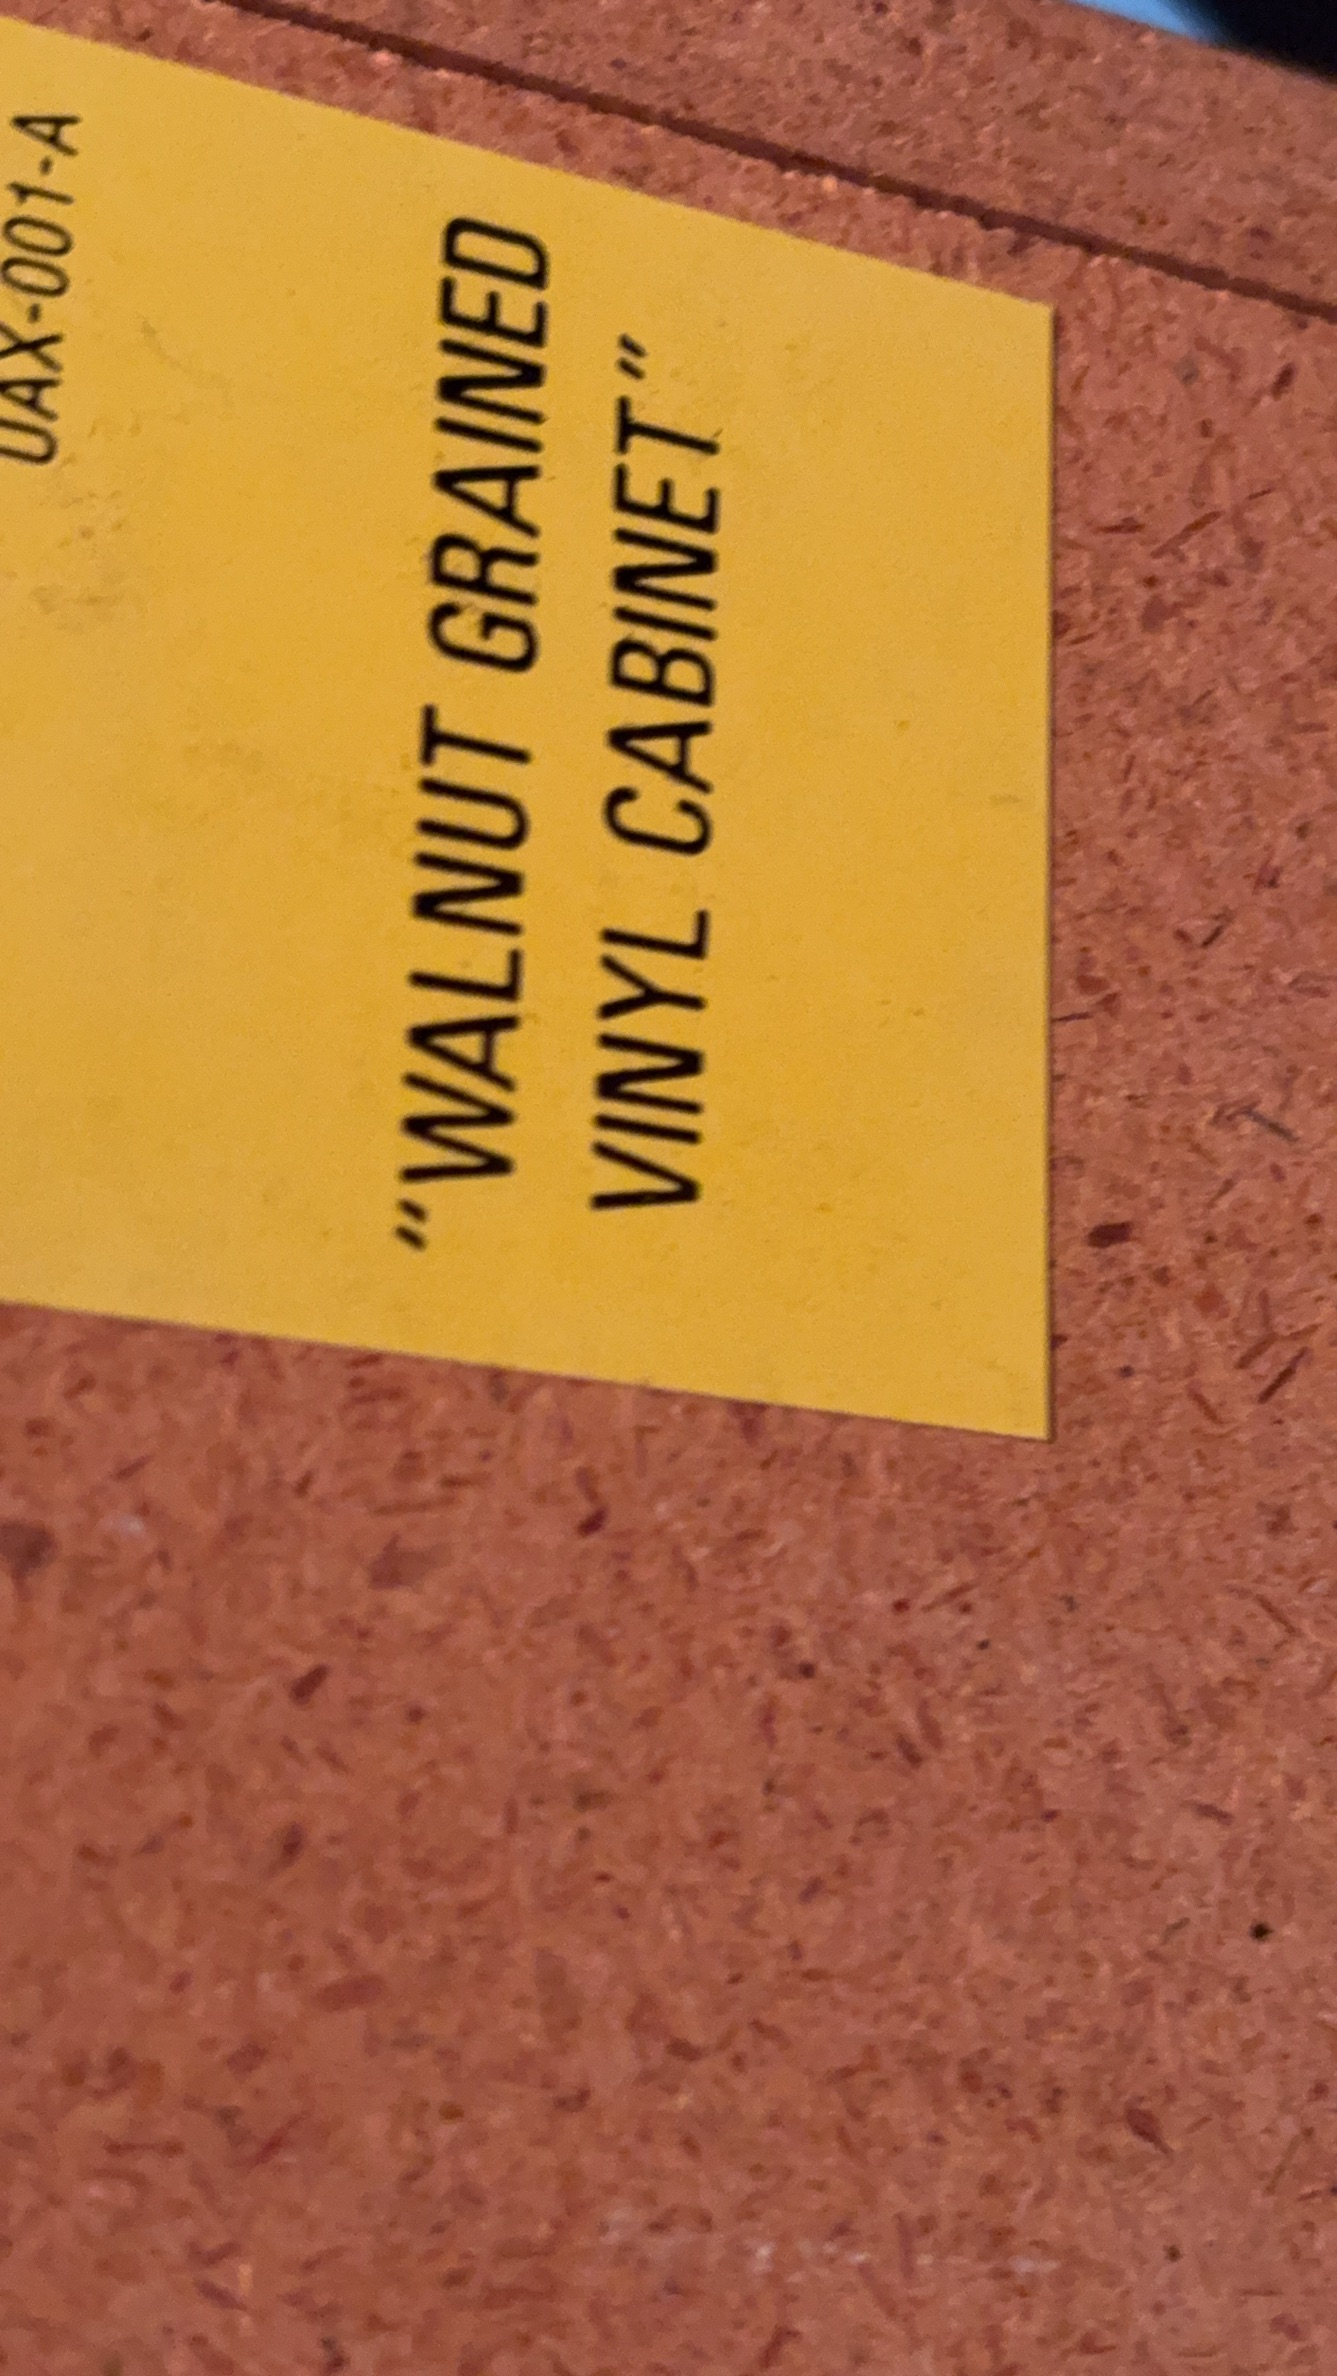 UAX-001-A
"WALNUT GRAINED
VINYL CABINET"